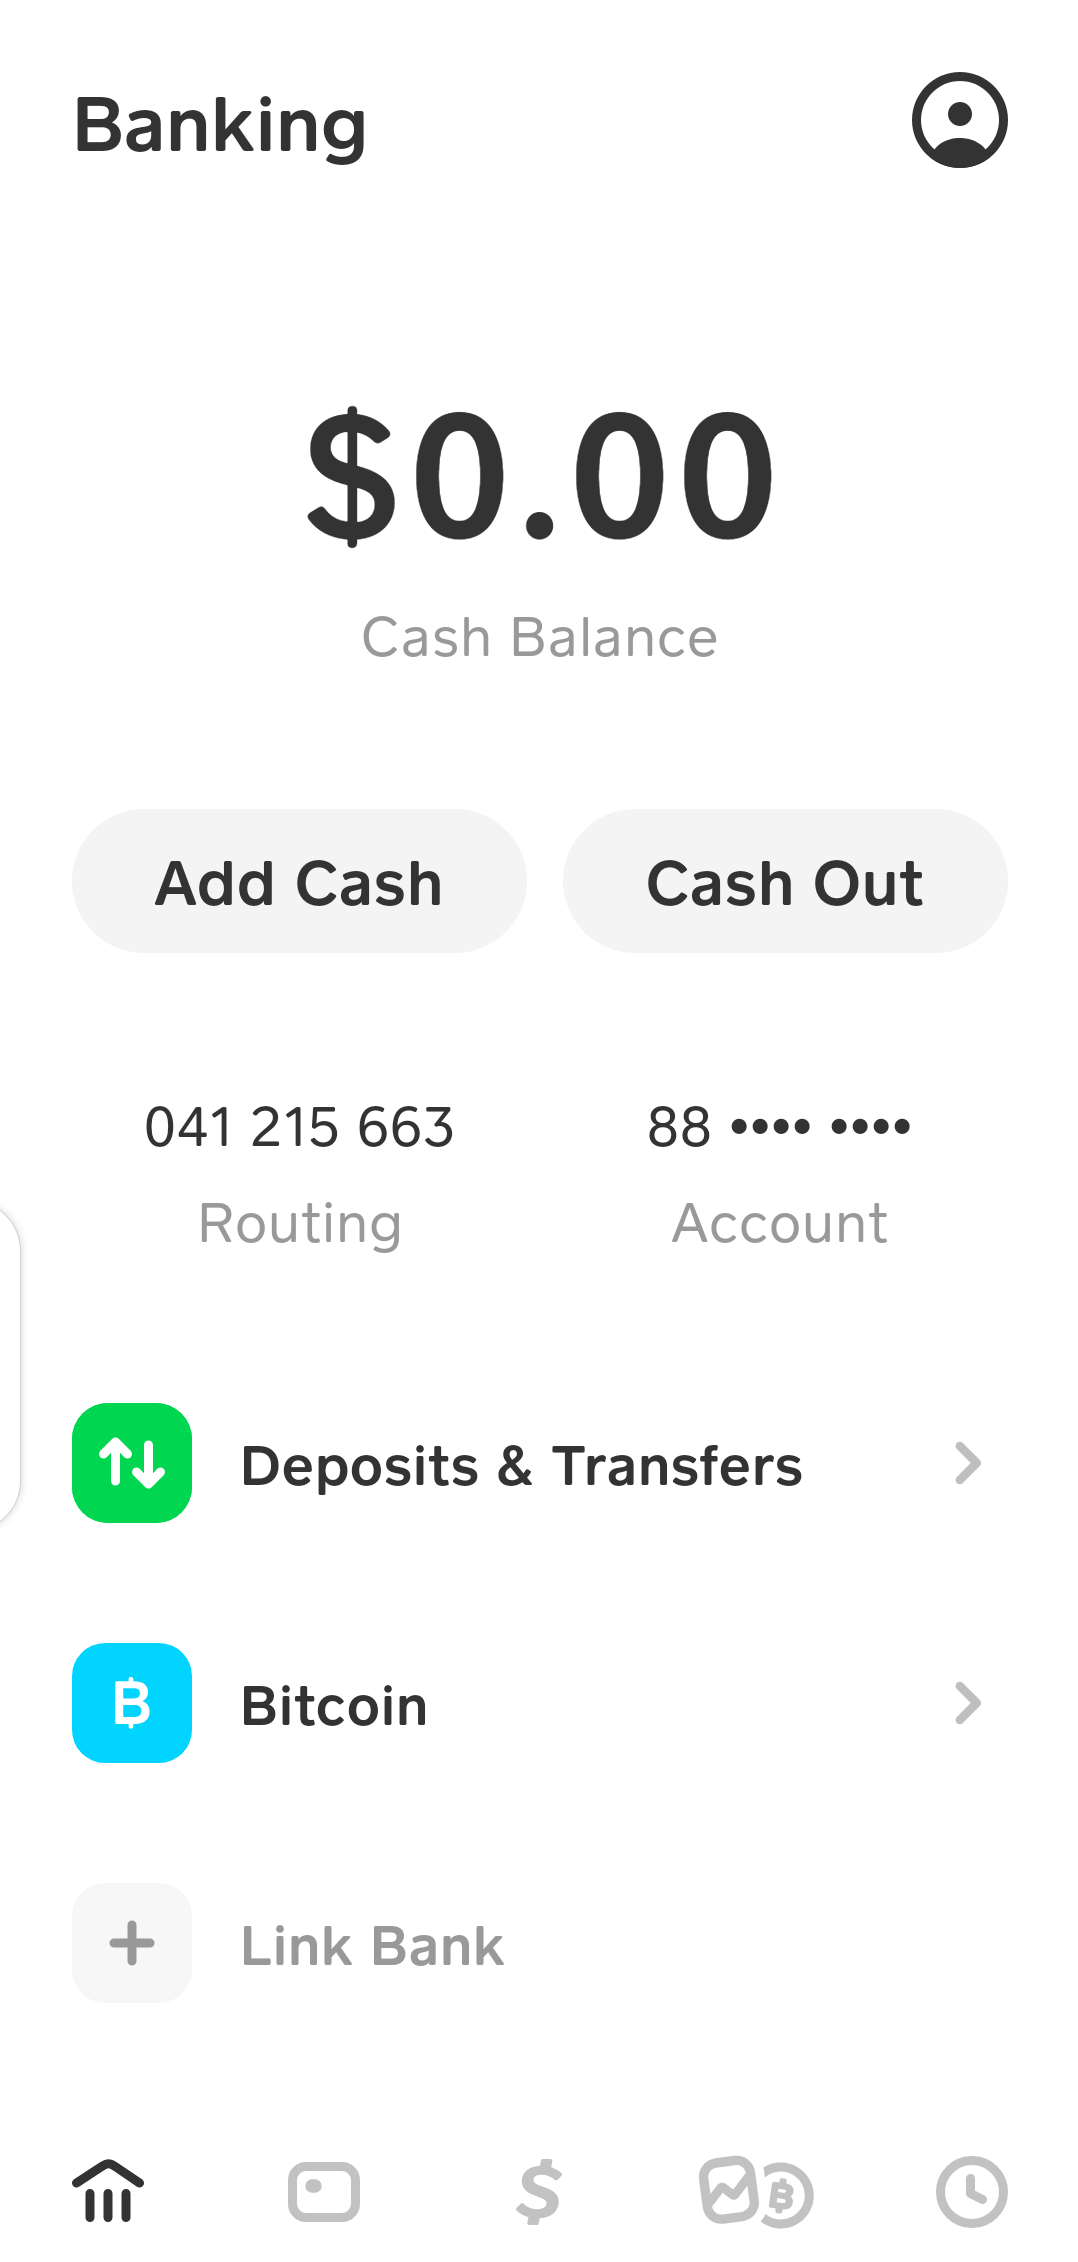 Banking
$0.00
Cash Balance
Add Cash
Cash Out
041 215 663
88 •••• ••••
Routing
Account
Deposits & Transfers
Bitcoin
Link Bank